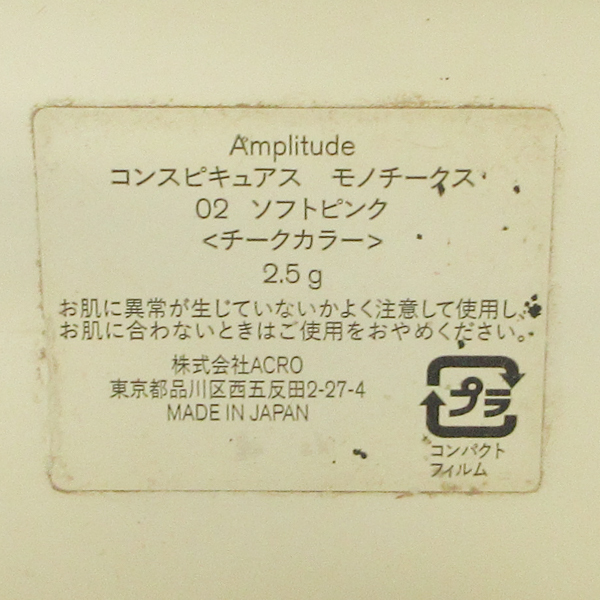 Amplitude
コンスピキュアス　モノチークス
02 ソフトピンク
<チークカラー>
2.5 g
お肌に異常が生じていないかよく注意して使用し、
お肌に合わないときはご使用をおやめください。
株式会社ACRO
東京都品川区西五反田2-27-4
MADE IN JAPAN
プラ
コンパクト
フィルム